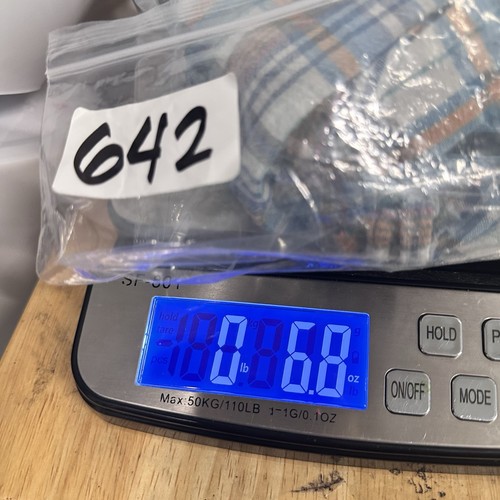 642
0 lb 6.8 oz
HOLD
ON/OFF
MODE
Max:50KG/110LB d=1G/0.1OZ